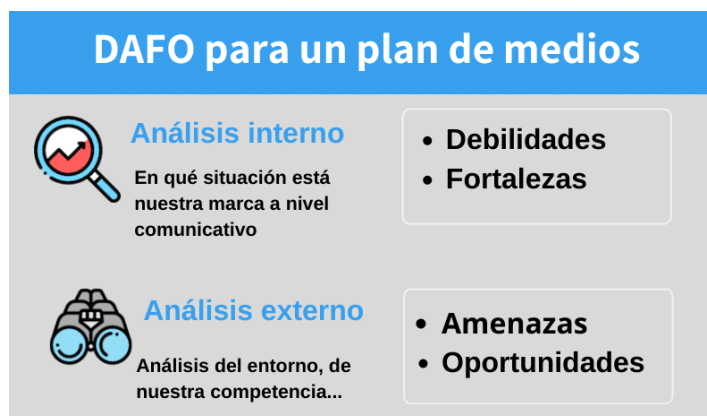 DAFO para un plan de medios
Análisis interno
En qué situación está
nuestra marca a nivel
comunicativo
• Debilidades
• Fortalezas
Análisis externo
Análisis del entorno, de
nuestra competencia...
• Amenazas
• Oportunidades